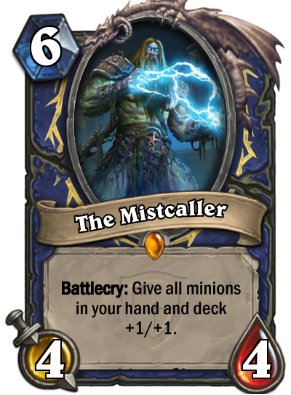 6
The Mistcaller
Battlecry: Give all minions
in your hand and deck
+1/+1.
4 4